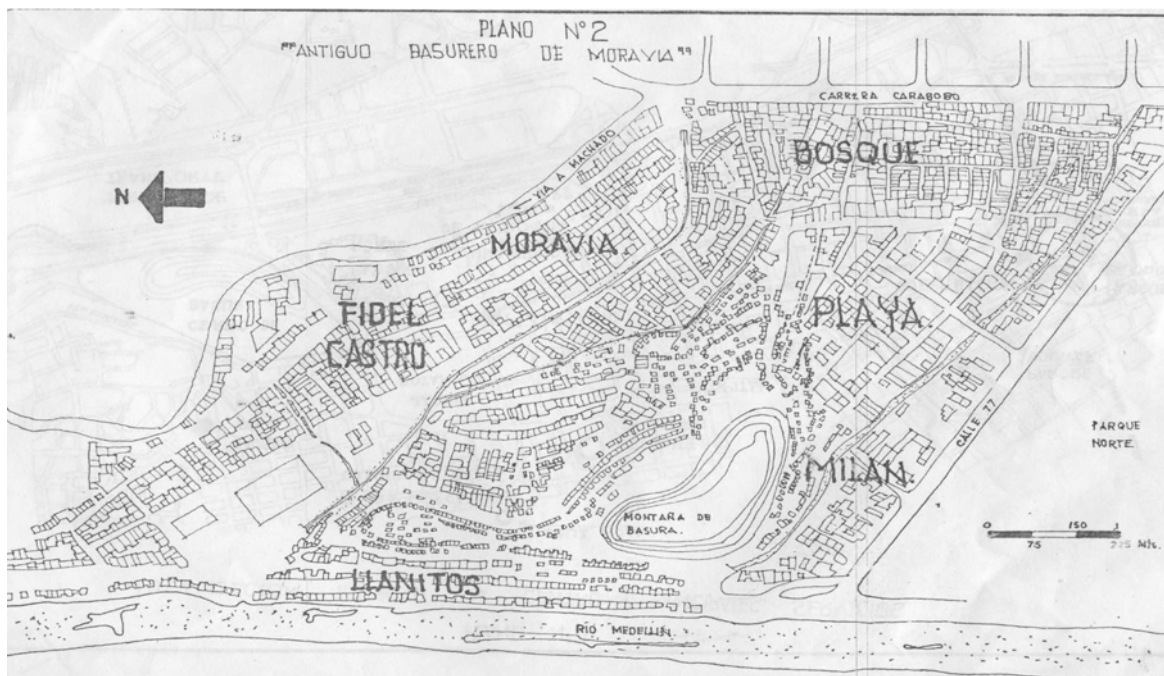 PLANO Nº 2
""ANTIGUO BASURERO DE MORAVIA""
CARRERA CARABOBO
BOSQUE
VIA A MACHADO
N
MORAVIA.
FIDEL
CASTRO
PLAYA.
CALLE 77
PARQUE
NORTE
MILAN.
MONTAÑA DE
BASURA.
0 150
75 225 Mts.
LLANITOS
RIO MEDELLIN